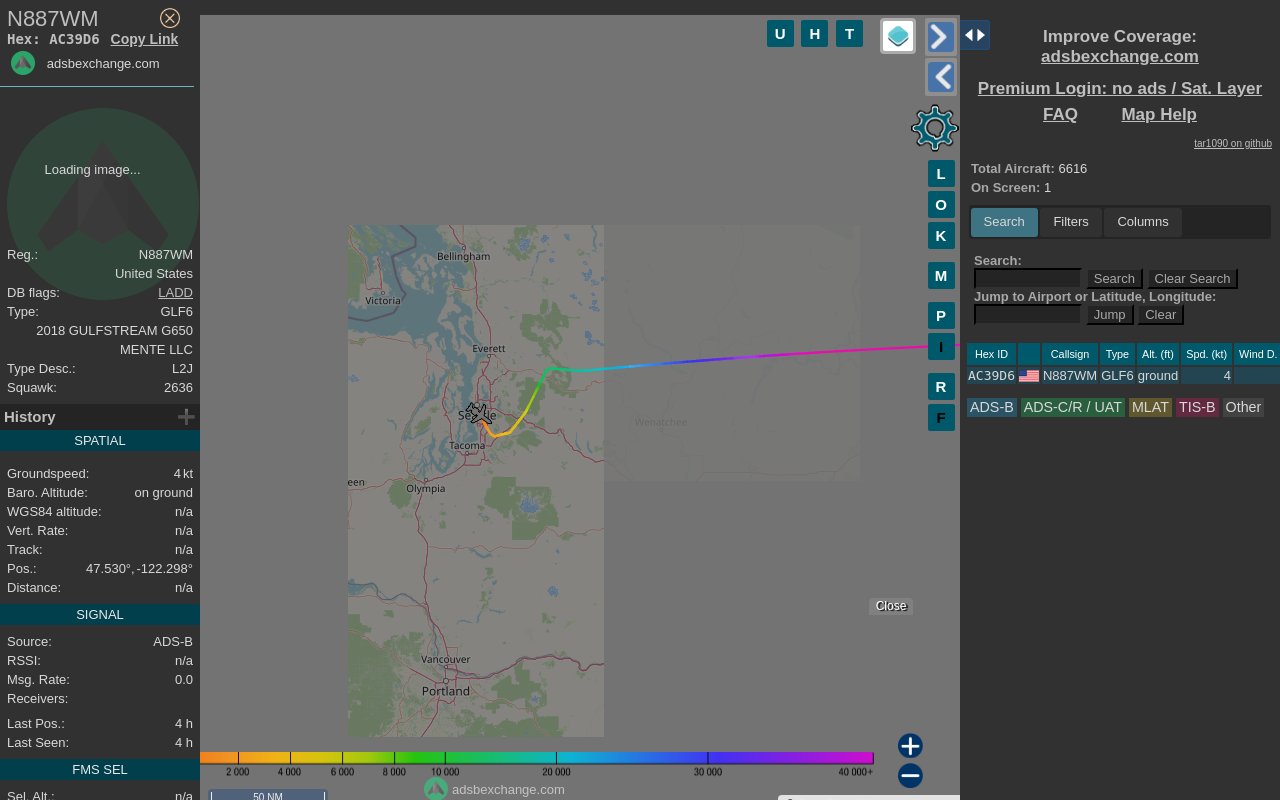 N887WM
Hex: AC39D6 Copy Link
adsbexchange.com
Loading image...
Reg.: N887WM
United States
DB flags: LADD
Type: GLF6
2018 GULFSTREAM G650
MENTE LLC
Type Desc.: L2J
Squawk: 2636
History
SPATIAL
Groundspeed: 4 kt
Baro. Altitude: on ground
WGS84 altitude: n/a
Vert. Rate: n/a
Track: n/a
Pos.: 47.530°, -122.298°
Distance: n/a
SIGNAL
Source: ADS-B
RSSI: n/a
Msg. Rate: 0.0
Receivers:
Last Pos.: 4 h
Last Seen: 4 h
FMS SEL
Sel. Alt.: n/a
U H T
L
O
K
M
P
I
R
F
Bellingham
Victoria
Everett
Tacoma
een
Olympia
Wenatchee
Vancouver
Portland
Close
2 000 4 000 6 000 8 000 10 000 20 000 30 000 40 000+
50 NM
adsbexchange.com
Improve Coverage:
adsbexchange.com
Premium Login: no ads / Sat. Layer
FAQ Map Help
tar1090 on github
Total Aircraft: 6616
On Screen: 1
Search Filters Columns
Search:
Search Clear Search
Jump to Airport or Latitude, Longitude:
Jump Clear
Hex ID Callsign Type Alt. (ft) Spd. (kt) Wind D.
AC39D6 N887WM GLF6 ground 4
ADS-B ADS-C/R / UAT MLAT TIS-B Other